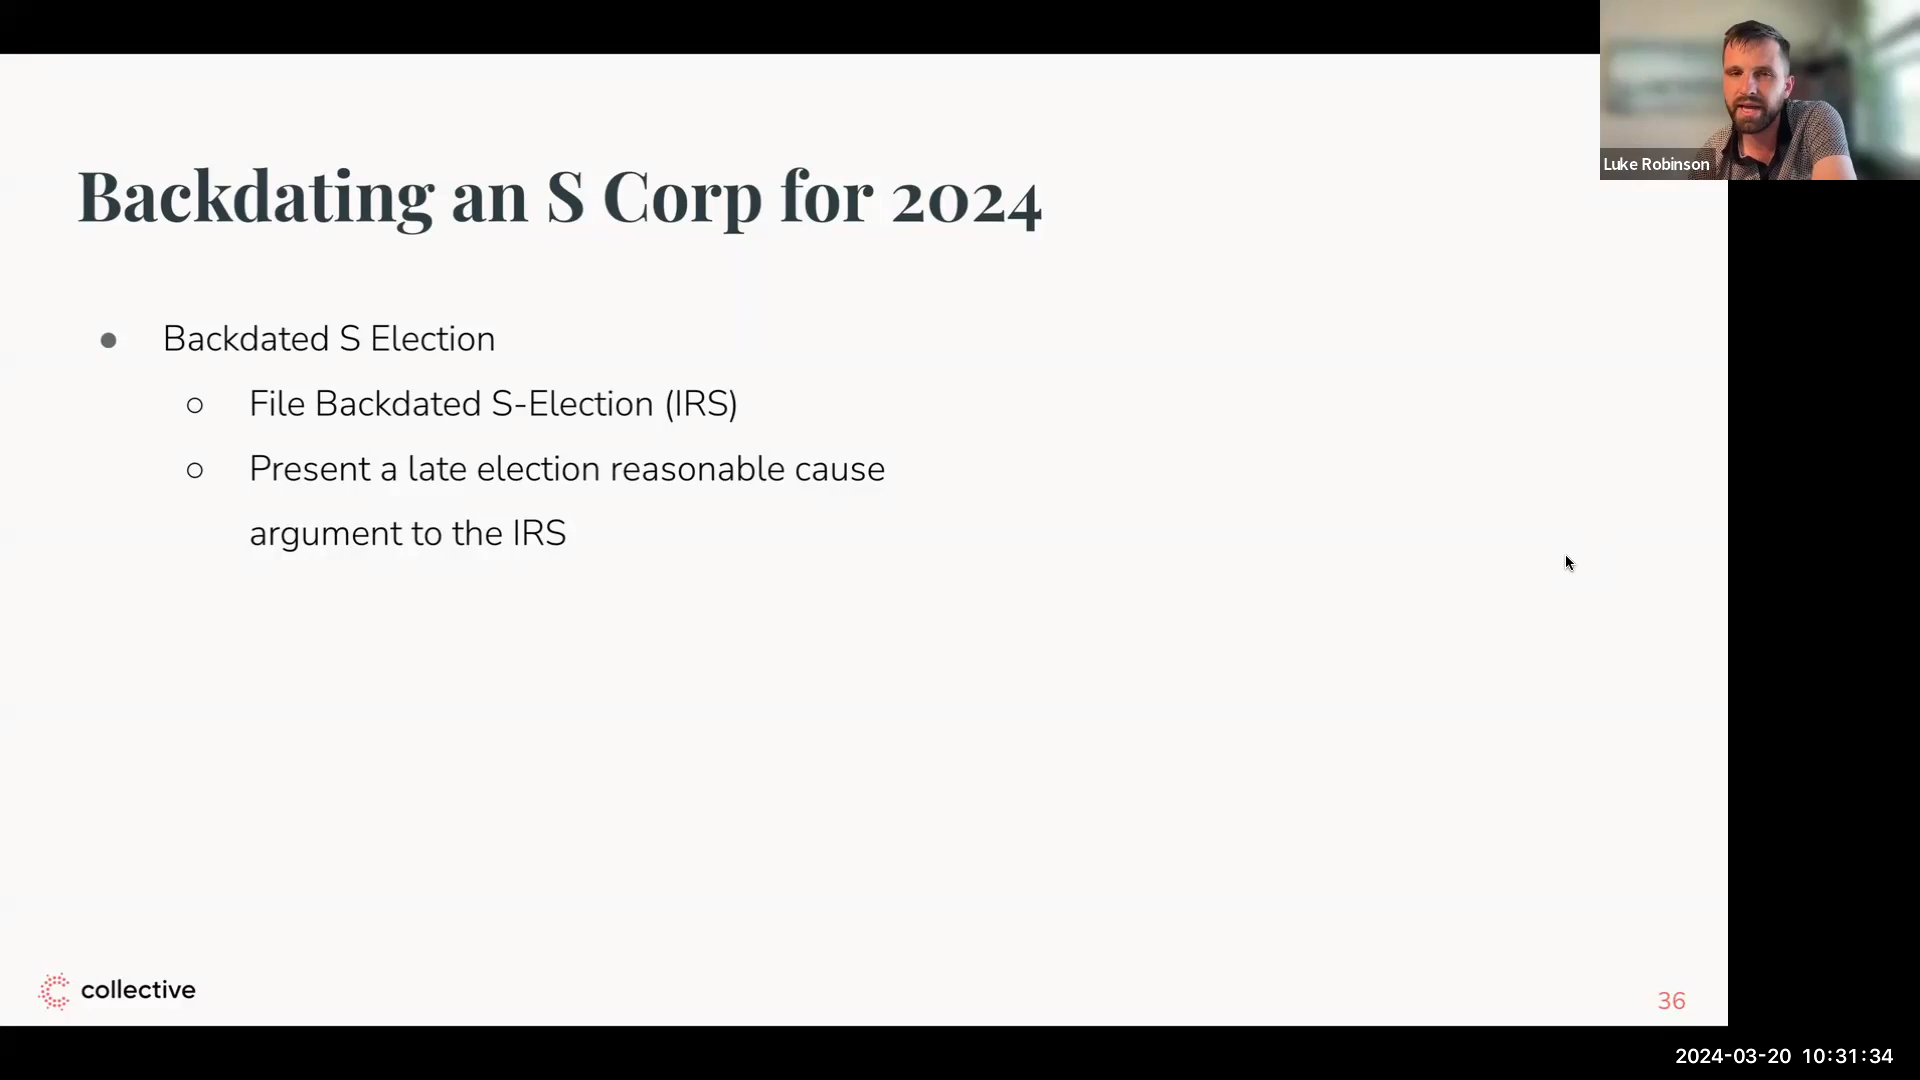 Luke Robinson
Backdating an S Corp for 2024
Backdated S Election
File Backdated S-Election (IRS)
Present a late election reasonable cause
argument to the IRS
collective
36
2024-03-20 10:31:34